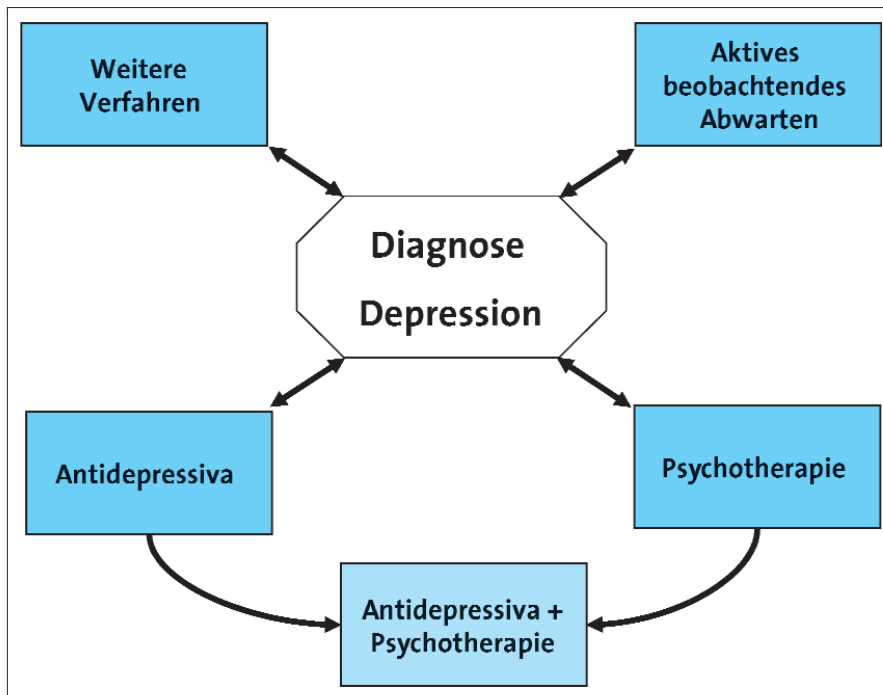 Weitere
Verfahren
Aktives
beobachtendes
Abwarten
Diagnose
Depression
Antidepressiva
Psychotherapie
Antidepressiva +
Psychotherapie